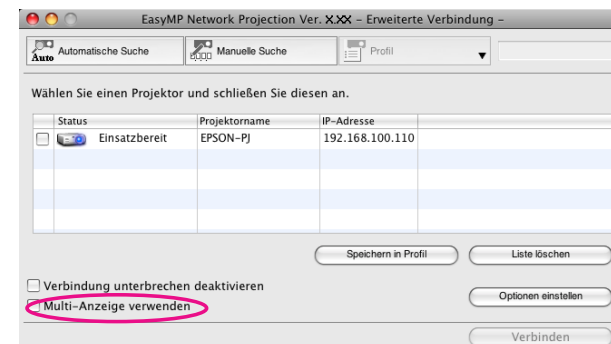 EasyMP Network Projection Ver. X.XX – Erweiterte Verbindung –
Auto Automatische Suche Manuelle Suche Profil
Wählen Sie einen Projektor und schließen Sie diesen an.
Status Projektorname IP-Adresse
Einsatzbereit EPSON-PJ 192.168.100.110
Speichern in Profil Liste löschen
Verbindung unterbrechen deaktivieren
Optionen einstellen
Multi-Anzeige verwenden
Verbinden